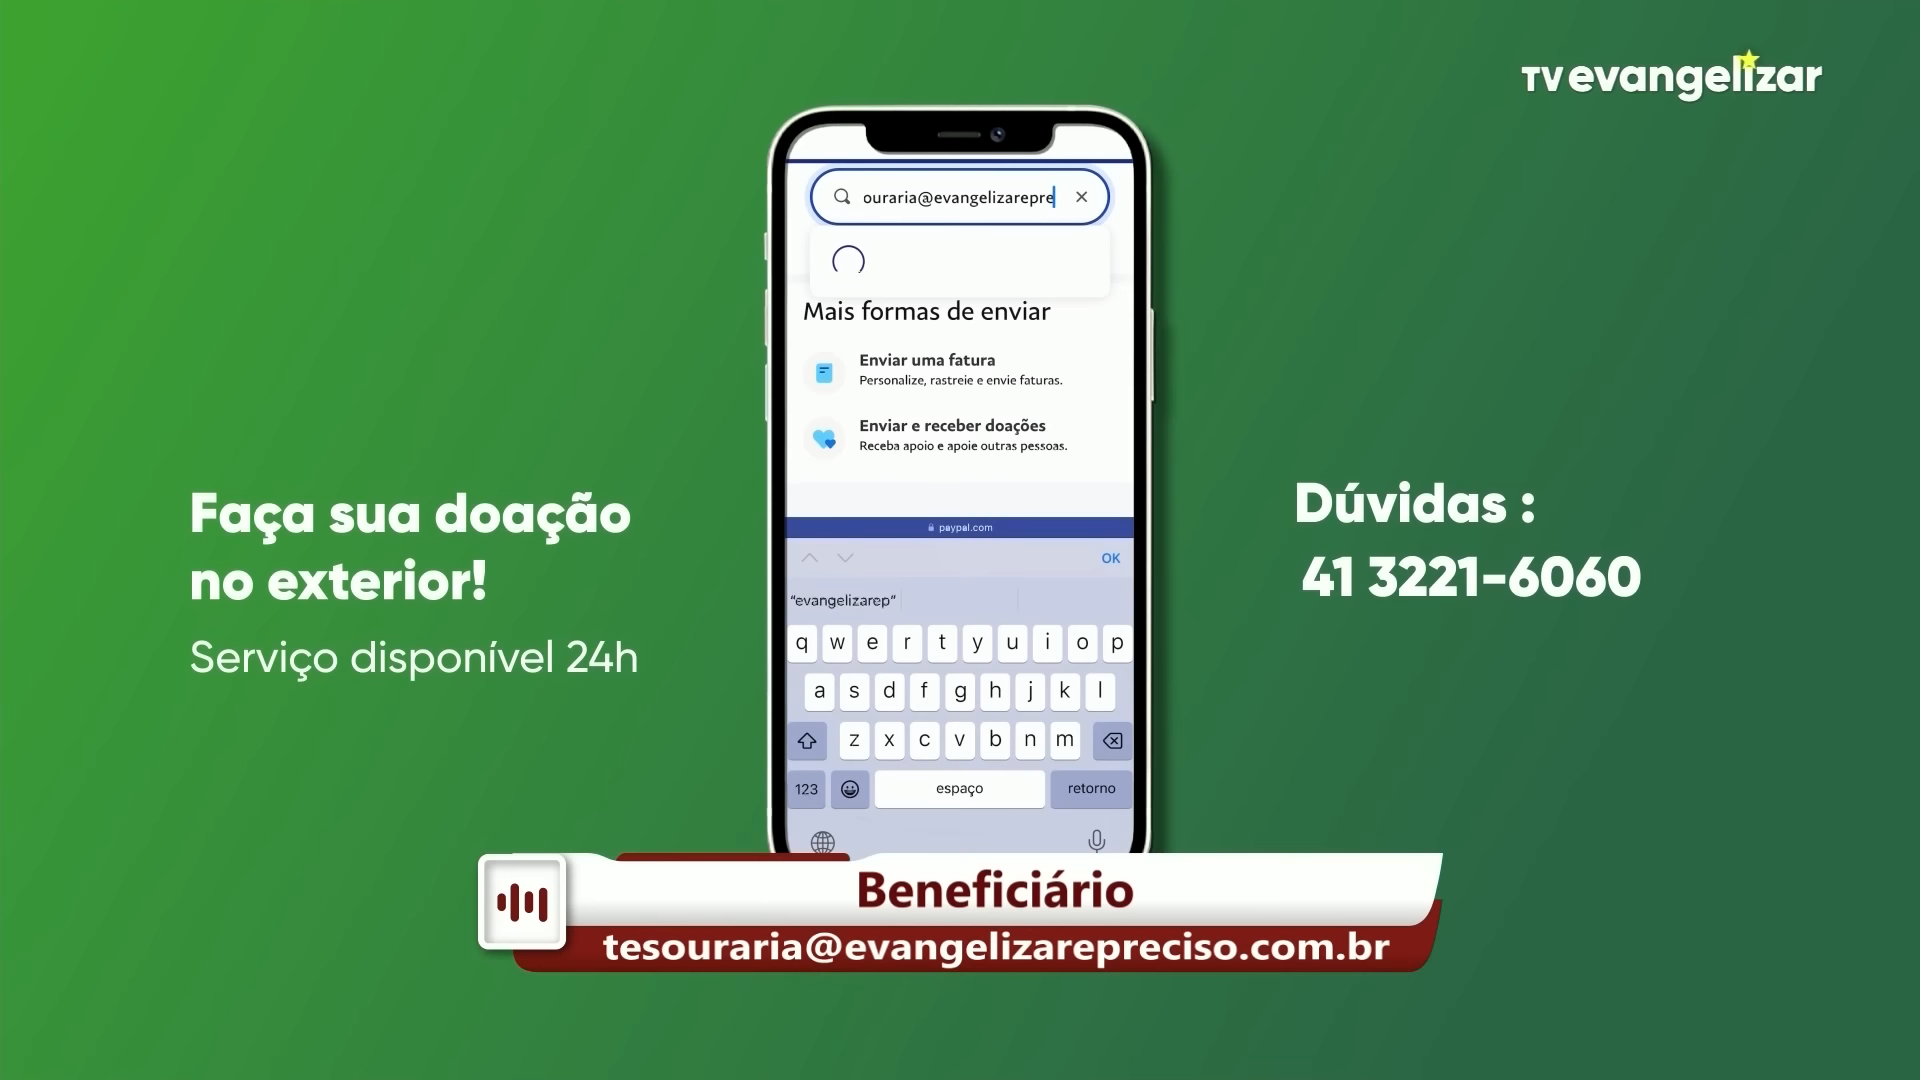 TV evangelizar
ouraria@evangelizarepre
Mais formas de enviar
Enviar uma fatura
Personalize, rastreie e envie faturas.
Enviar e receber doações
Receba apoio e apoie outras pessoas.
paypal.com
OK
“evangelizarep”
q w e r t y u i o p
a s d f g h j k l
z x c v b n m
123 espaço retorno
Faça sua doação
no exterior!
Serviço disponível 24h
Dúvidas :
41 3221-6060
Beneficiário
tesouraria@evangelizarepreciso.com.br